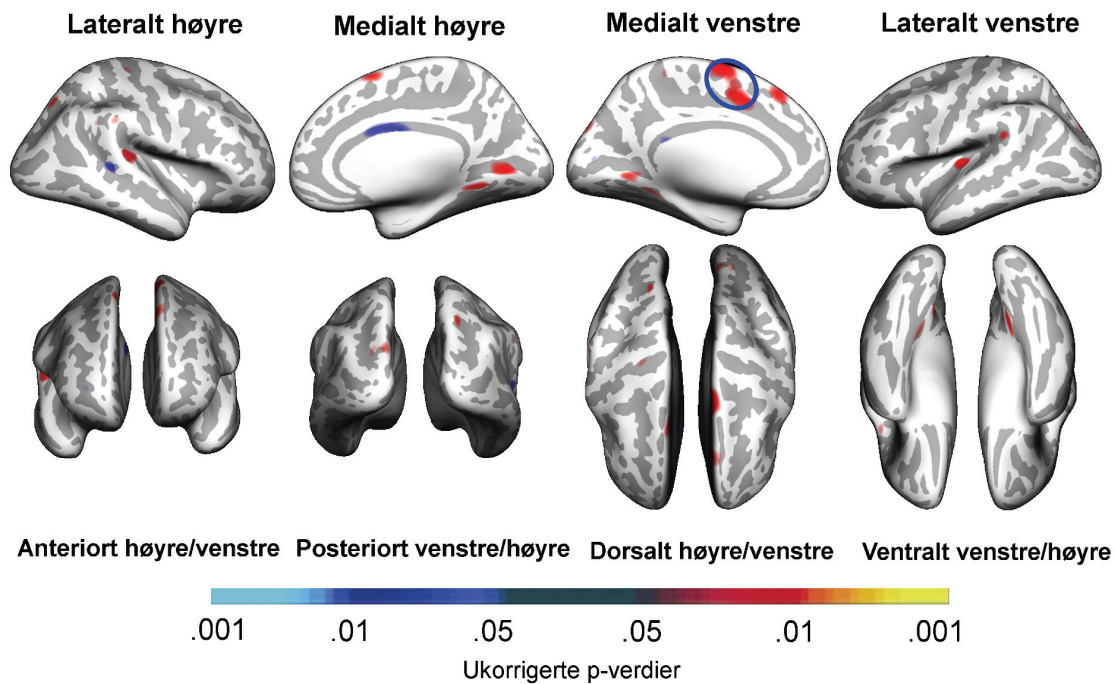 Lateralt høyre
Medialt høyre
Medialt venstre
Lateralt venstre
Anteriort høyre/venstre
Posteriort venstre/høyre
Dorsalt høyre/venstre
Ventralt venstre/høyre
.001 .01 .05 .05 .01 .001
Ukorrigerte p-verdier